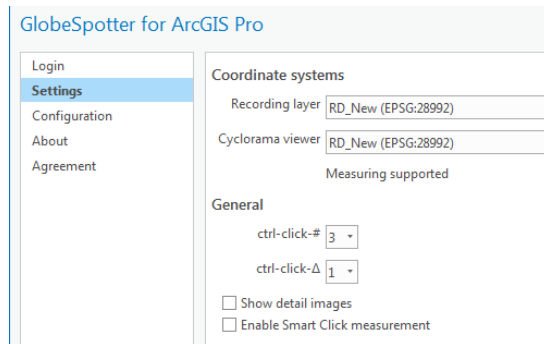 GlobeSpotter for ArcGIS Pro
Login
Settings
Configuration
About
Agreement
Coordinate systems
Recording layer RD_New (EPSG:28992)
Cyclorama viewer RD_New (EPSG:28992)
Measuring supported
General
ctrl-click-# 3
ctrl-click-Δ 1
Show detail images
Enable Smart Click measurement